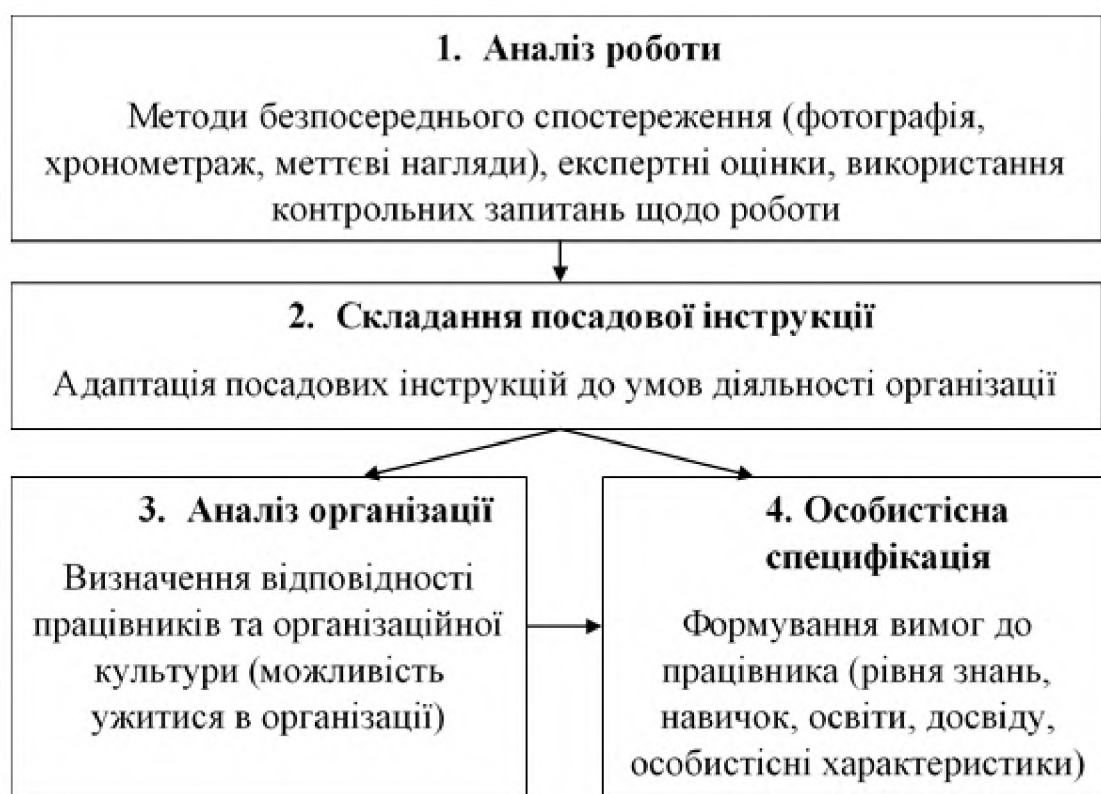 1. Аналіз роботи
Методи безпосереднього спостереження (фотографія,
хронометраж, меттєві нагляди), експертні оцінки, використання
контрольних запитань щодо роботи
2. Складання посадової інструкції
Адаптація посадових інструкцій до умов діяльності організації
3. Аналіз організації
Визначення відповідності
працівників та організаційної
культури (можливість
ужитися в організації)
4. Особистісна
специфікація
Формування вимог до
працівника (рівня знань,
навичок, освіти, досвіду,
особистісні характеристики)